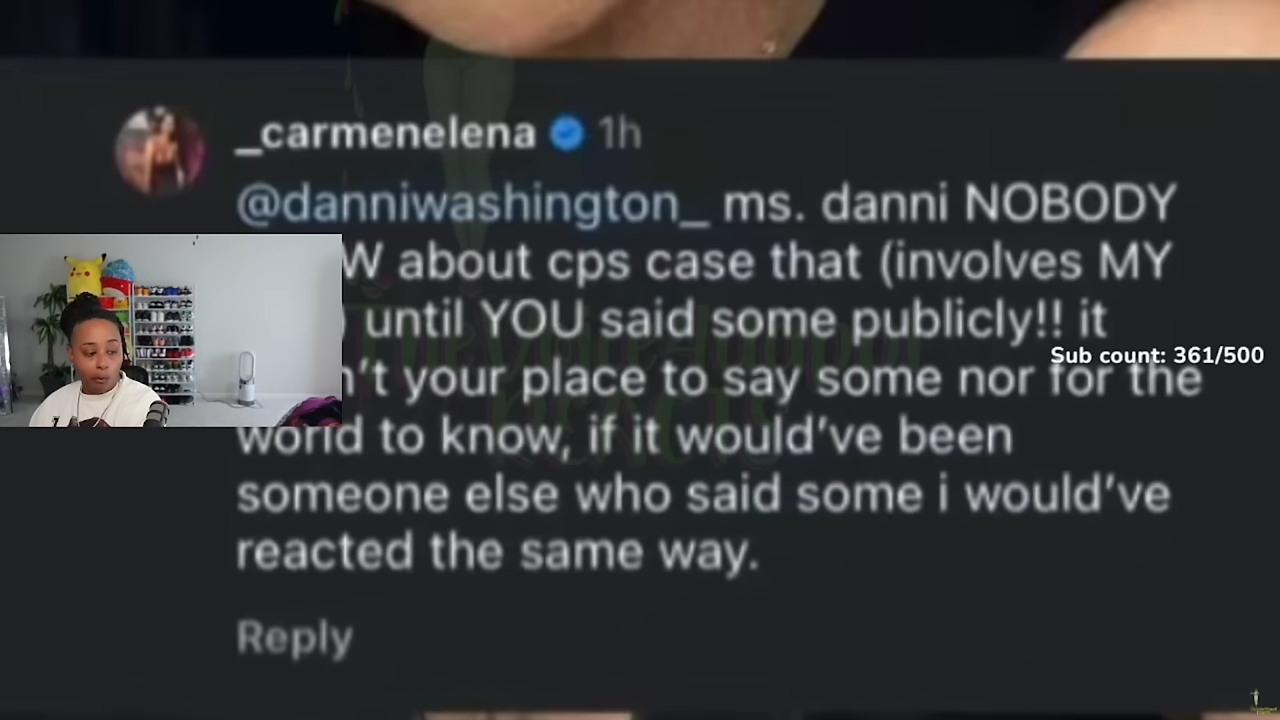 _carmenelena 1h
@danniwashington_ ms. danni NOBODY
W about cps case that (involves MY
) until YOU said some publicly!! it
n't your place to say some nor for the
world to know, if it would've been
someone else who said some i would've
reacted the same way.
Reply
Sub count: 361/500